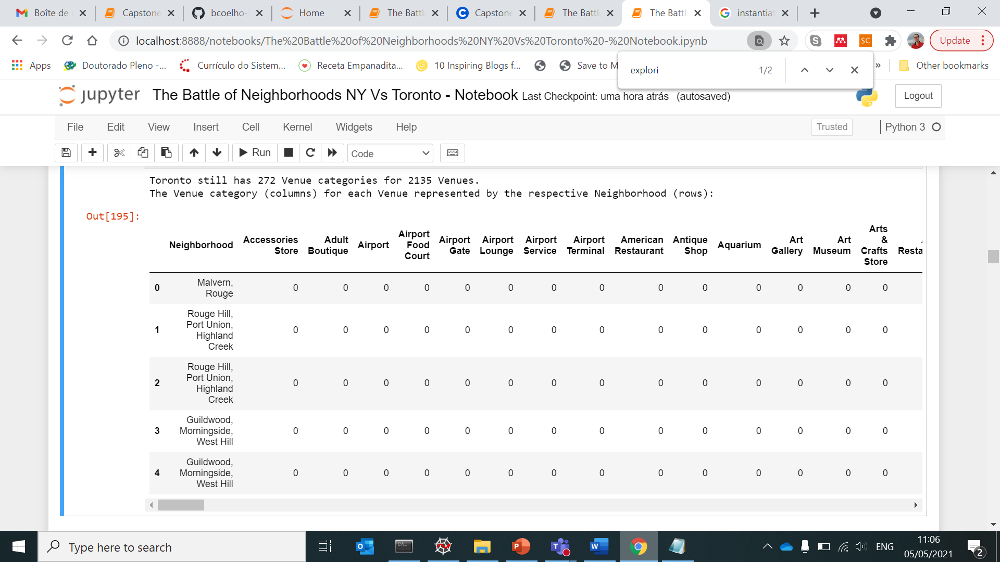 Boîte de
Capstone
bcoelho-
Home
The Battl
Capstone
The Battl
The Battl
instantiat
localhost:8888/notebooks/The%20Battle%20of%20Neighborhoods%20NY%20Vs%20Toronto%20-%20Notebook.ipynb
SC
Update
Apps
Doutorado Pleno -...
Currículo do Sistem...
Receta Empanadita...
10 Inspiring Blogs f...
Save to M
»
Other bookmarks
explori
1/2
jupyter
The Battle of Neighborhoods NY Vs Toronto - Notebook Last Checkpoint: uma hora atrás (autosaved)
Logout
File Edit View Insert Cell Kernel Widgets Help
Trusted
Python 3
Run
Code
Toronto still has 272 Venue categories for 2135 Venues.
The Venue category (columns) for each Venue represented by the respective Neighborhood (rows):
Out[195]:
Neighborhood Accessories Store Adult Boutique Airport Airport Food Court Airport Gate Airport Lounge Airport Service Airport Terminal American Restaurant Antique Shop Aquarium Art Gallery Art Museum Arts & Crafts Store Resta
0 Malvern, Rouge 0 0 0 0 0 0 0 0 0 0 0 0 0 0
1 Rouge Hill, Port Union, Highland Creek 0 0 0 0 0 0 0 0 0 0 0 0 0 0
2 Rouge Hill, Port Union, Highland Creek 0 0 0 0 0 0 0 0 0 0 0 0 0 0
3 Guildwood, Morningside, West Hill 0 0 0 0 0 0 0 0 0 0 0 0 0 0
4 Guildwood, Morningside, West Hill 0 0 0 0 0 0 0 0 0 0 0 0 0 0
Type here to search
ENG
11:06
05/05/2021
2